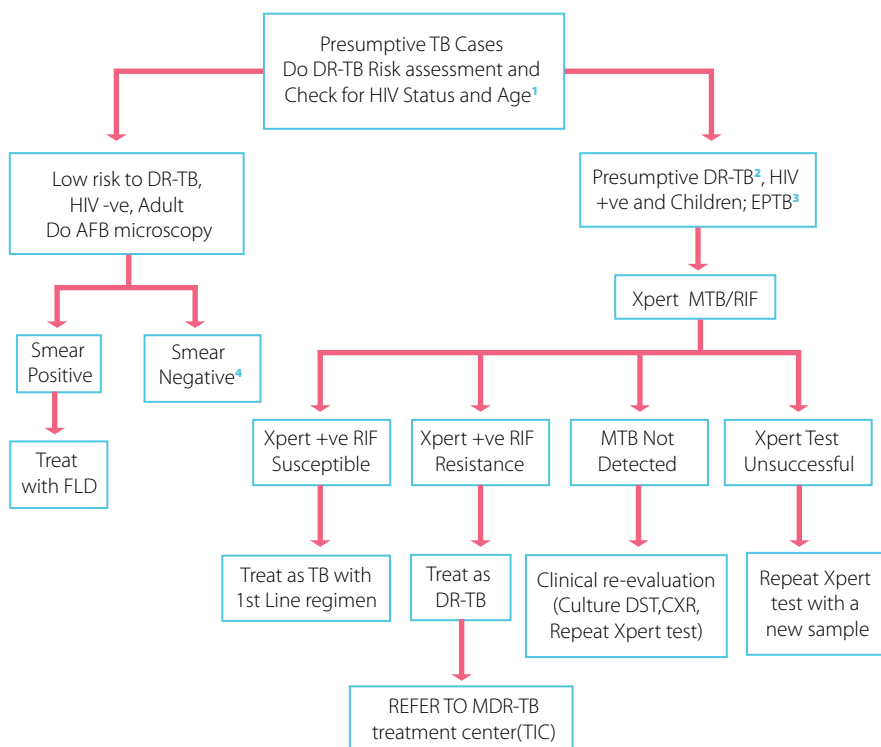 Presumptive TB Cases
Do DR-TB Risk assessment and
Check for HIV Status and Age¹
Low risk to DR-TB,
HIV -ve, Adult
Do AFB microscopy
Presumptive DR-TB², HIV
+ve and Children; EPTB³
Xpert MTB/RIF
Smear
Positive
Smear
Negative⁴
Treat
with FLD
Xpert +ve RIF
Susceptible
Xpert +ve RIF
Resistance
MTB Not
Detected
Xpert Test
Unsuccessful
Treat as TB with
1st Line regimen
Treat as
DR-TB
Clinical re-evaluation
(Culture DST,CXR,
Repeat Xpert test)
Repeat Xpert
test with a
new sample
REFER TO MDR-TB
treatment center(TIC)